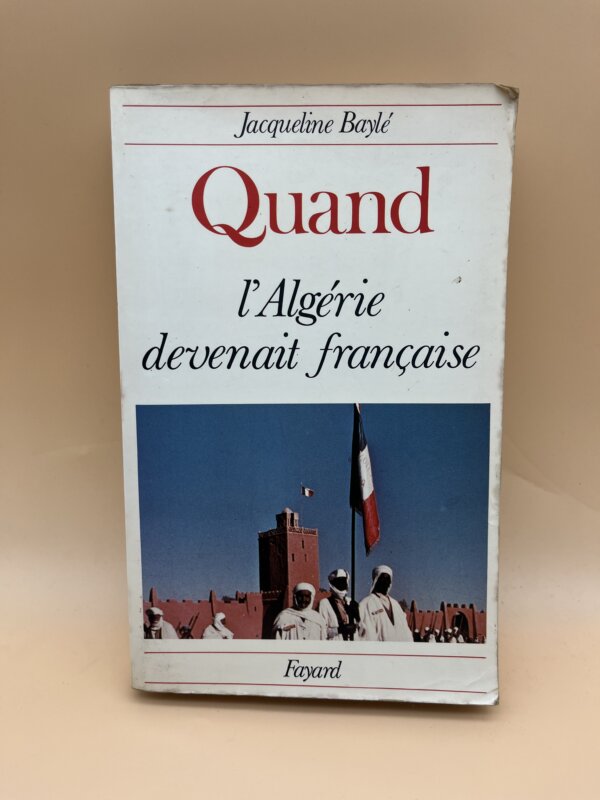 Jacqueline Baylé
Quand
l'Algérie
devenait française
Fayard